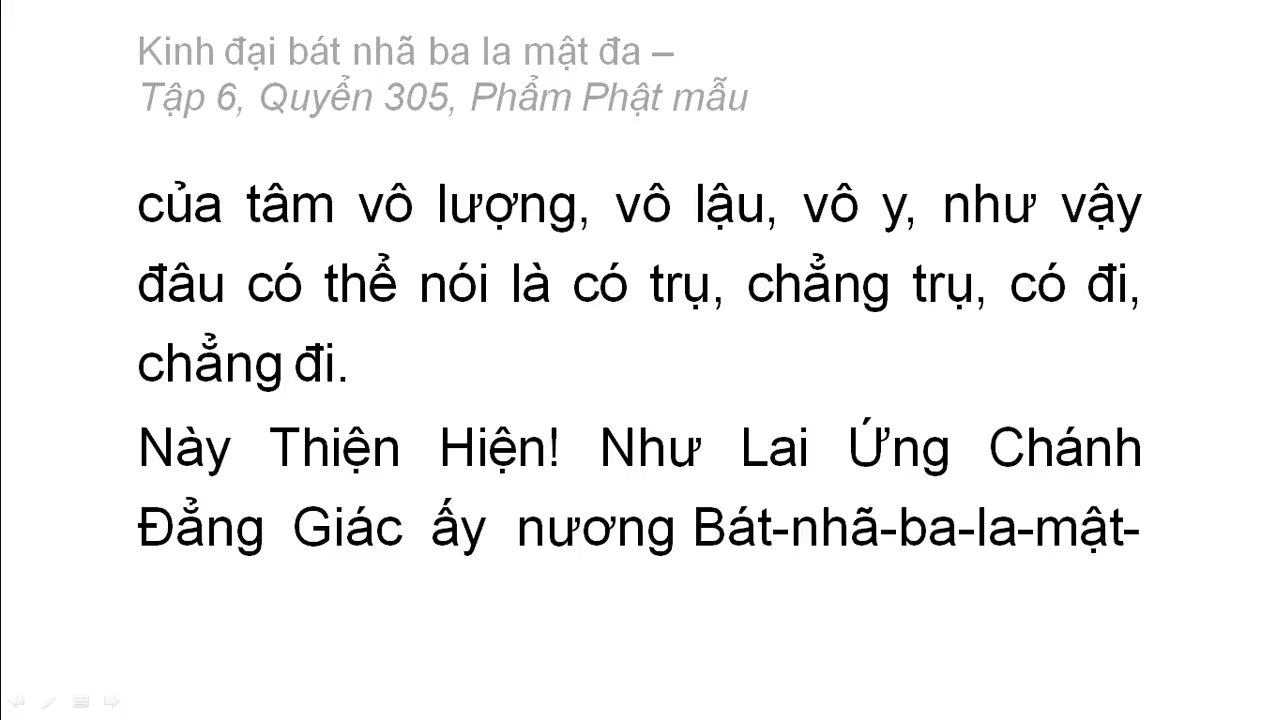 Kinh đại bát nhã ba la mật đa –
Tập 6, Quyển 305, Phẩm Phật mẫu
của tâm vô lượng, vô lậu, vô y, như vậy
đâu có thể nói là có trụ, chẳng trụ, có đi,
chẳng đi.
Này Thiện Hiện! Như Lai Ứng Chánh
Đẳng Giác ấy nương Bát-nhã-ba-la-mật-